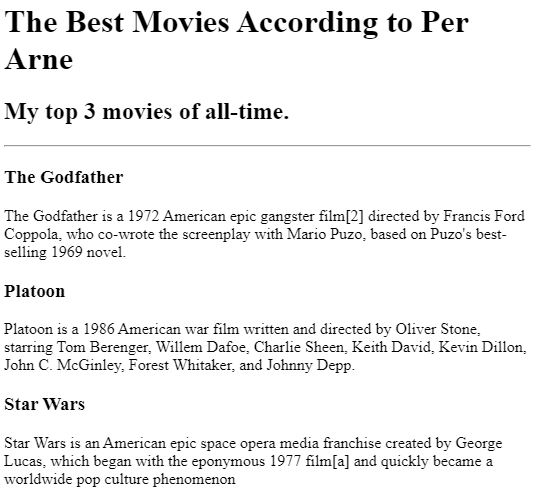 The Best Movies According to Per
Arne
My top 3 movies of all-time.
The Godfather
The Godfather is a 1972 American epic gangster film[2] directed by Francis Ford
Coppola, who co-wrote the screenplay with Mario Puzo, based on Puzo's best-
selling 1969 novel.
Platoon
Platoon is a 1986 American war film written and directed by Oliver Stone,
starring Tom Berenger, Willem Dafoe, Charlie Sheen, Keith David, Kevin Dillon,
John C. McGinley, Forest Whitaker, and Johnny Depp.
Star Wars
Star Wars is an American epic space opera media franchise created by George
Lucas, which began with the eponymous 1977 film[a] and quickly became a
worldwide pop culture phenomenon